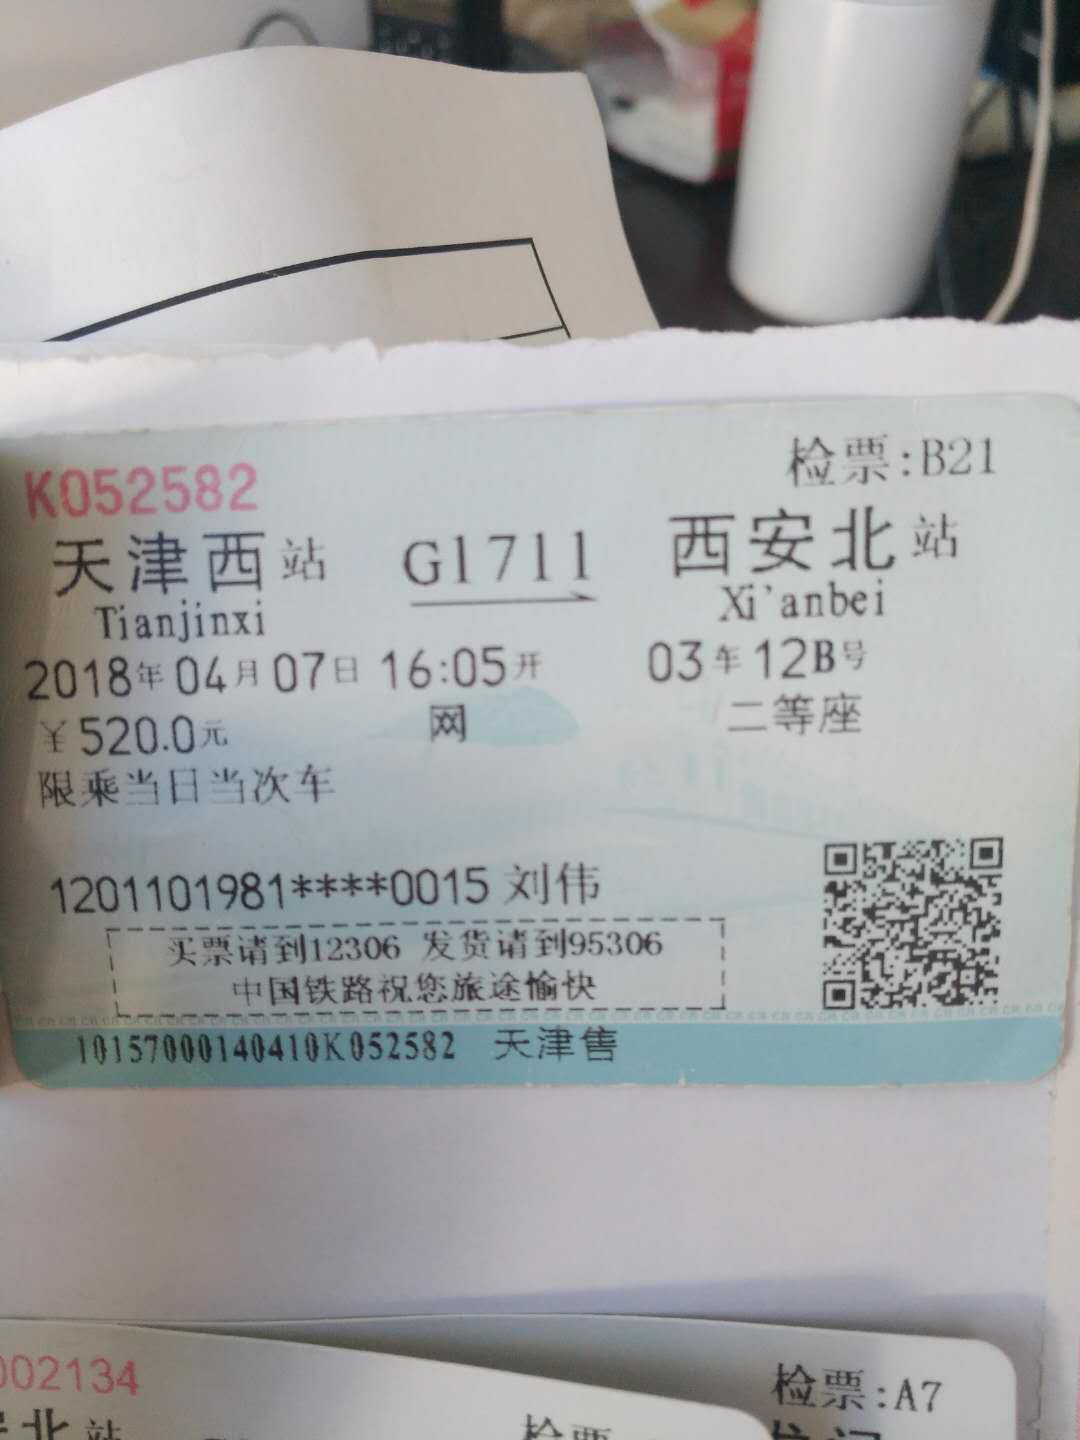 K052582 检票:B21
天津西站 G1711 西安北站
Tianjinxi Xi'anbei
2018年04月07日 16:05开 03车12B号
¥520.0元 网 二等座
限乘当日当次车
1201101981****0015 刘伟
买票请到12306 发货请到95306
中国铁路祝您旅途愉快
10157000140410K052582 天津售
002134 检票:A7
北站 检票